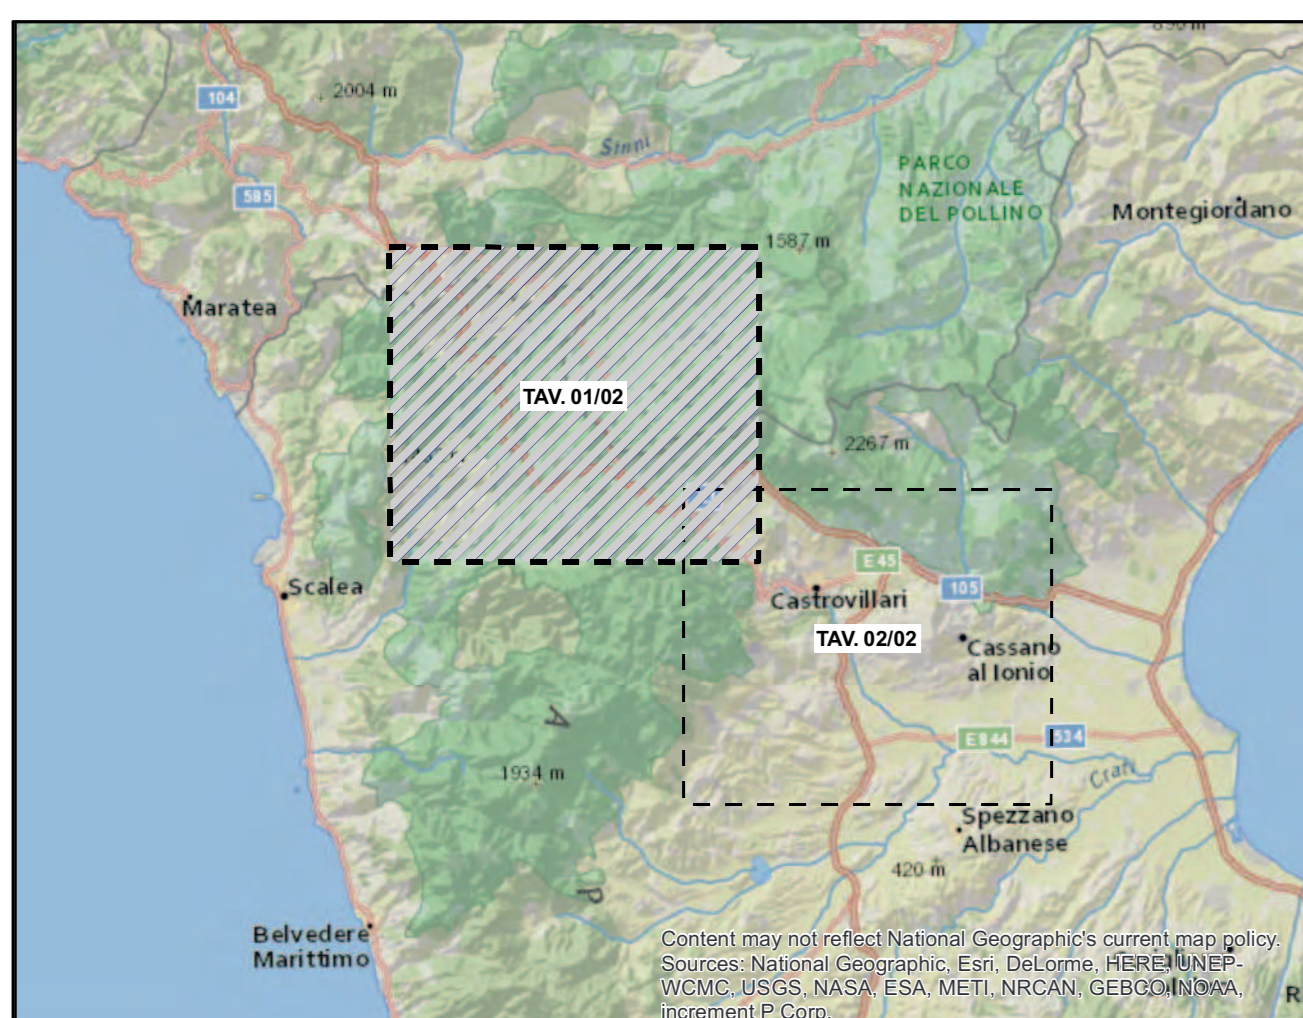 890 m
104
2004 m
Sinni
PARCO
NAZIONALE
DEL POLLINO
585
Montegiordano
1587 m
Maratea
TAV. 01/02
2267 m
Scalea
E 45
105
Castrovillari
TAV. 02/02
Cassano
al Ionio
A
E 844
534
Crati
1934 m
Spezzano
Albanese
420 m
P
Belvedere
Marittimo
Content may not reflect National Geographic's current map policy.
Sources: National Geographic, Esri, DeLorme, HERE, UNEP-
WCMC, USGS, NASA, ESA, METI, NRCAN, GEBCO, NOAA,
increment P Corp.
R